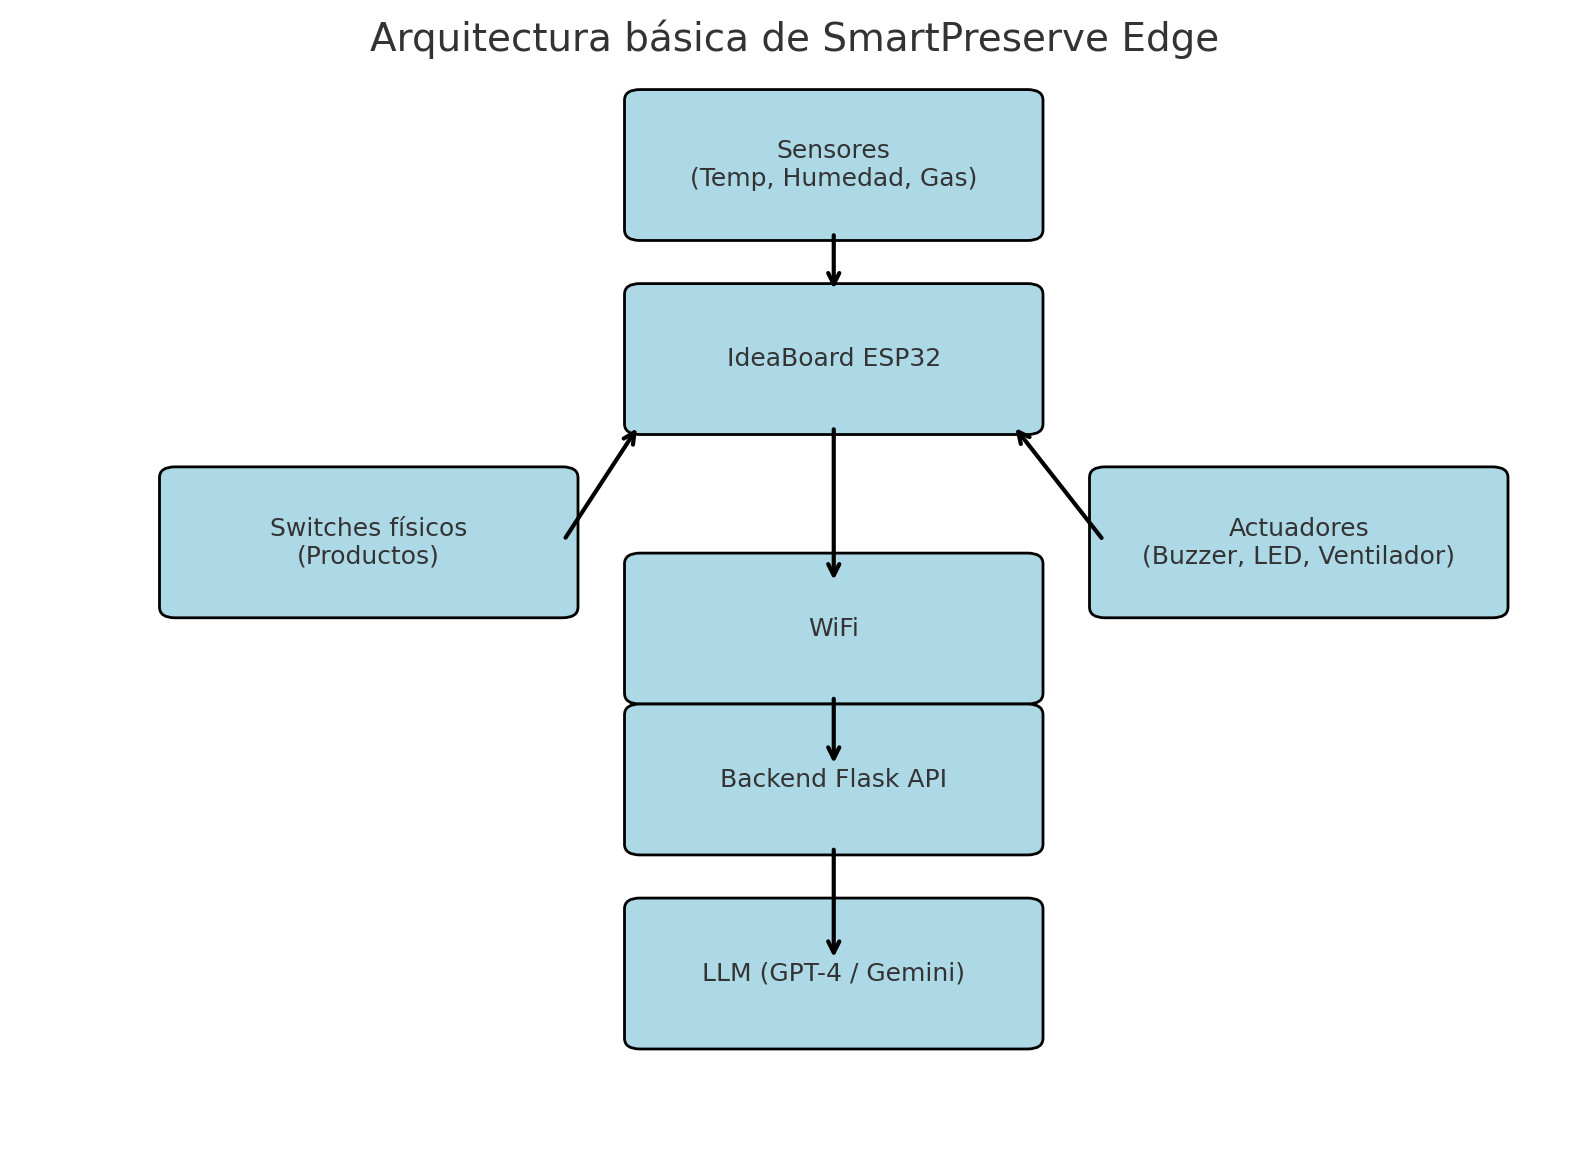 Arquitectura básica de SmartPreserve Edge
Sensores
(Temp, Humedad, Gas)
IdeaBoard ESP32
Switches físicos
(Productos)
Actuadores
(Buzzer, LED, Ventilador)
WiFi
Backend Flask API
LLM (GPT-4 / Gemini)